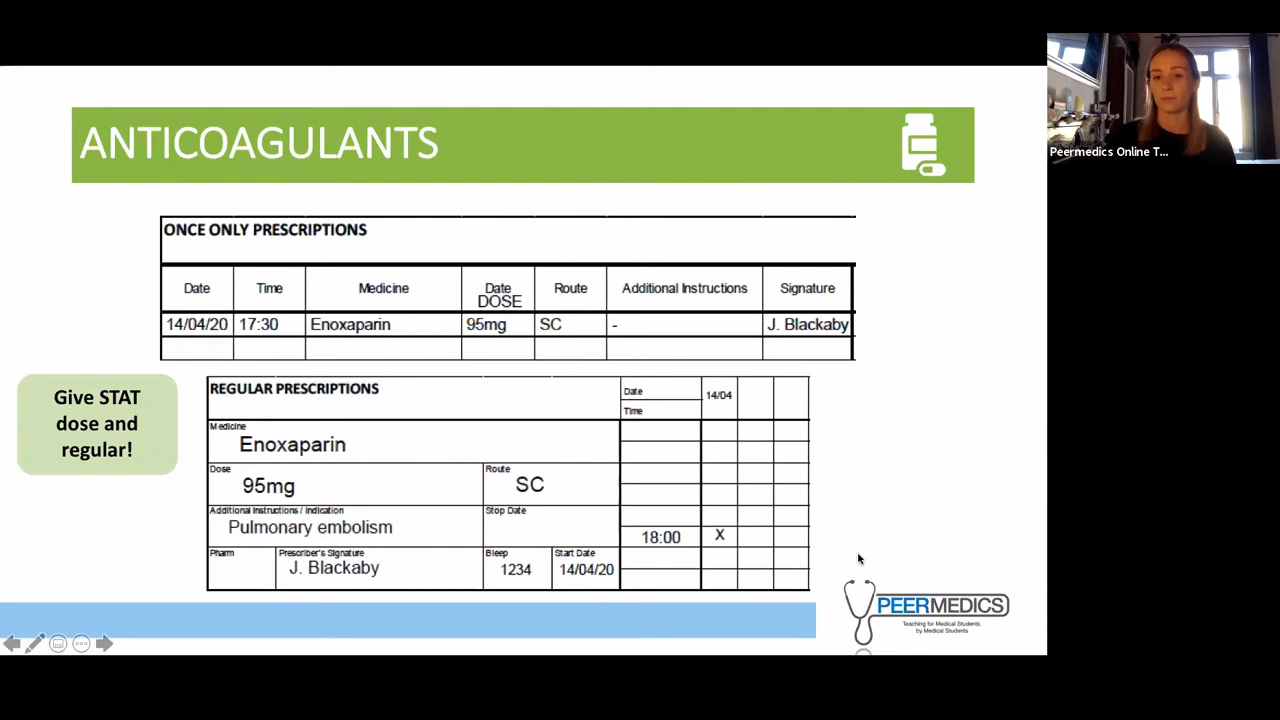 Peermedics Online T...
ANTICOAGULANTS
ONCE ONLY PRESCRIPTIONS
Date Time Medicine Date DOSE Route Additional Instructions Signature
14/04/20 17:30 Enoxaparin 95mg SC - J. Blackaby
Give STAT
dose and
regular!
REGULAR PRESCRIPTIONS
Date 14/04
Time
Medicine
Enoxaparin
Dose Route
95mg SC
Additional Instructions / Indication Stop Date
Pulmonary embolism
18:00 X
Pharm Prescriber's Signature Bleep Start Date
J. Blackaby 1234 14/04/20
PEERMEDICS
Teaching for Medical Students,
by Medical Students